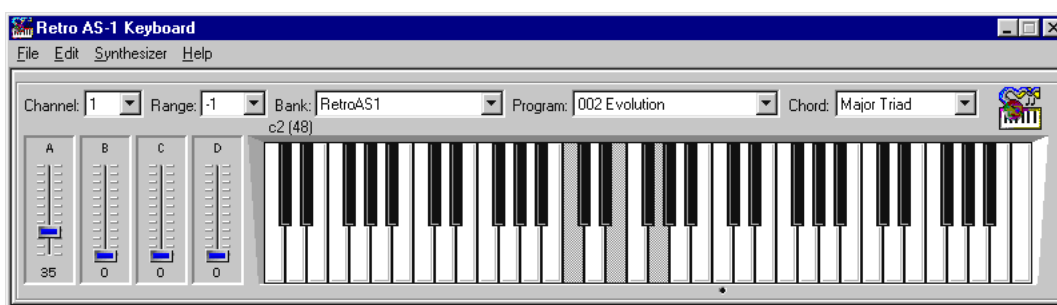 Retro AS-1 Keyboard
File Edit Synthesizer Help
Channel: 1 Range: -1 Bank: RetroAS1 Program: 002 Evolution Chord: Major Triad
c2 (48)
A B C D
35 0 0 0